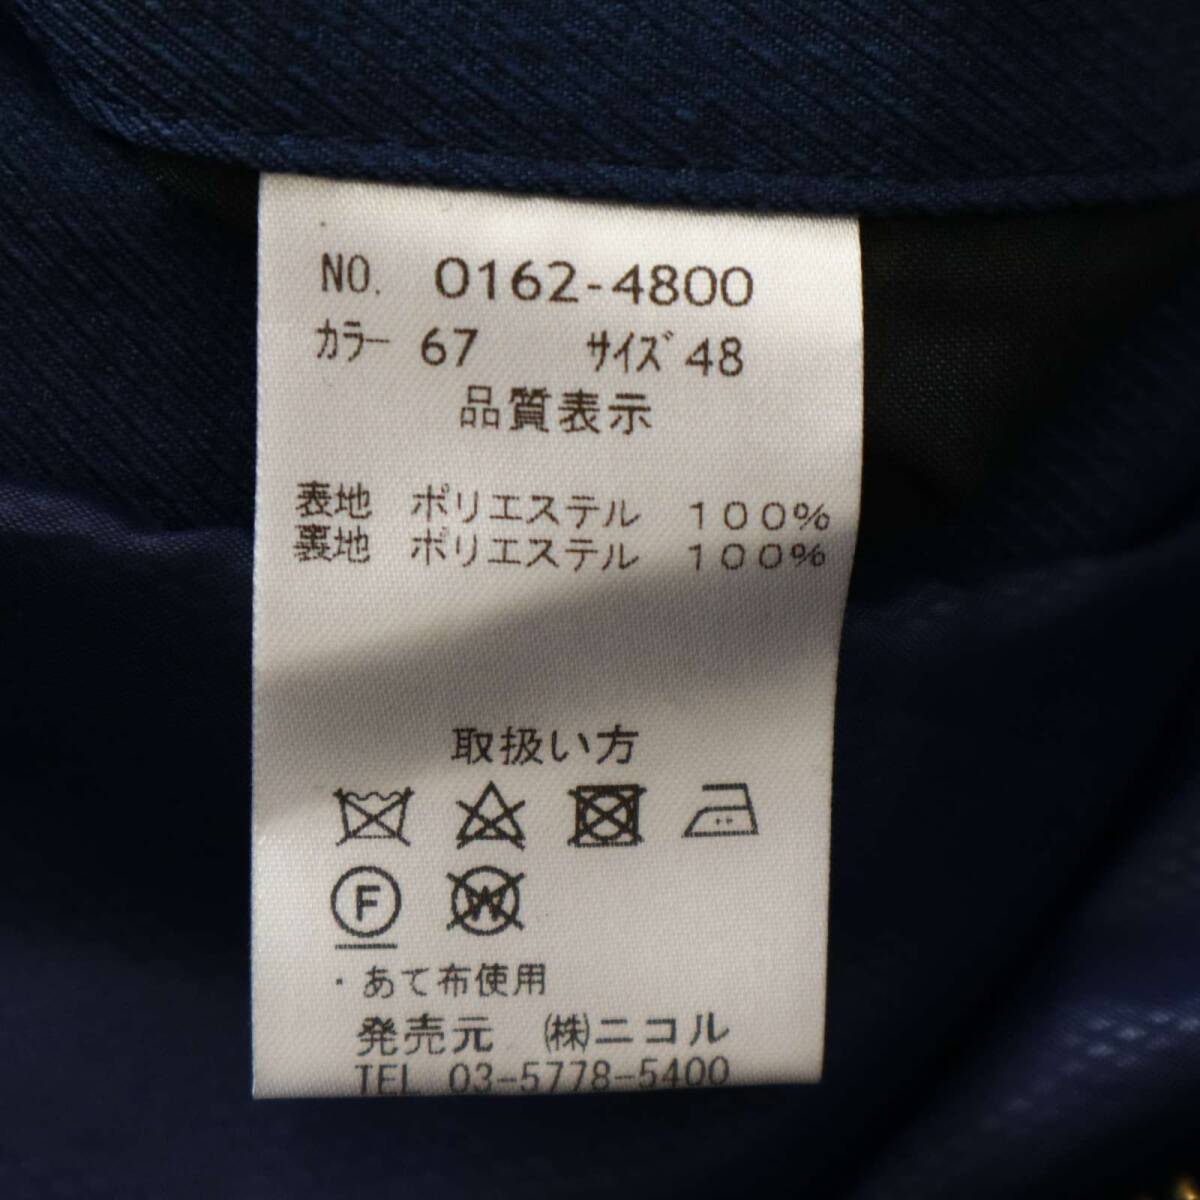 NO. 0162-4800
カラー 67 サイズ 48
品質表示
表地 ポリエステル 100%
裏地 ポリエステル 100%
取扱い方
F W
・あて布使用
発売元 ㈱ニコル
TEL 03-5778-5400